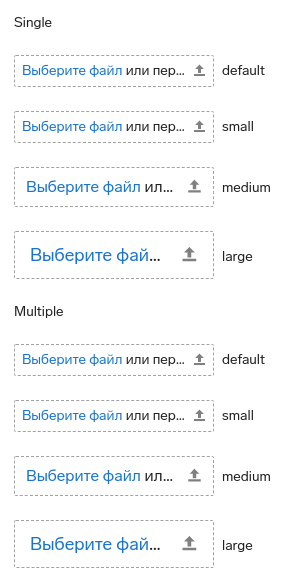 Single
Выберите файл или пер... default
Выберите файл или пер... small
Выберите файл ил... medium
Выберите фай... large
Multiple
Выберите файл или пер... default
Выберите файл или пер... small
Выберите файл ил... medium
Выберите фай... large